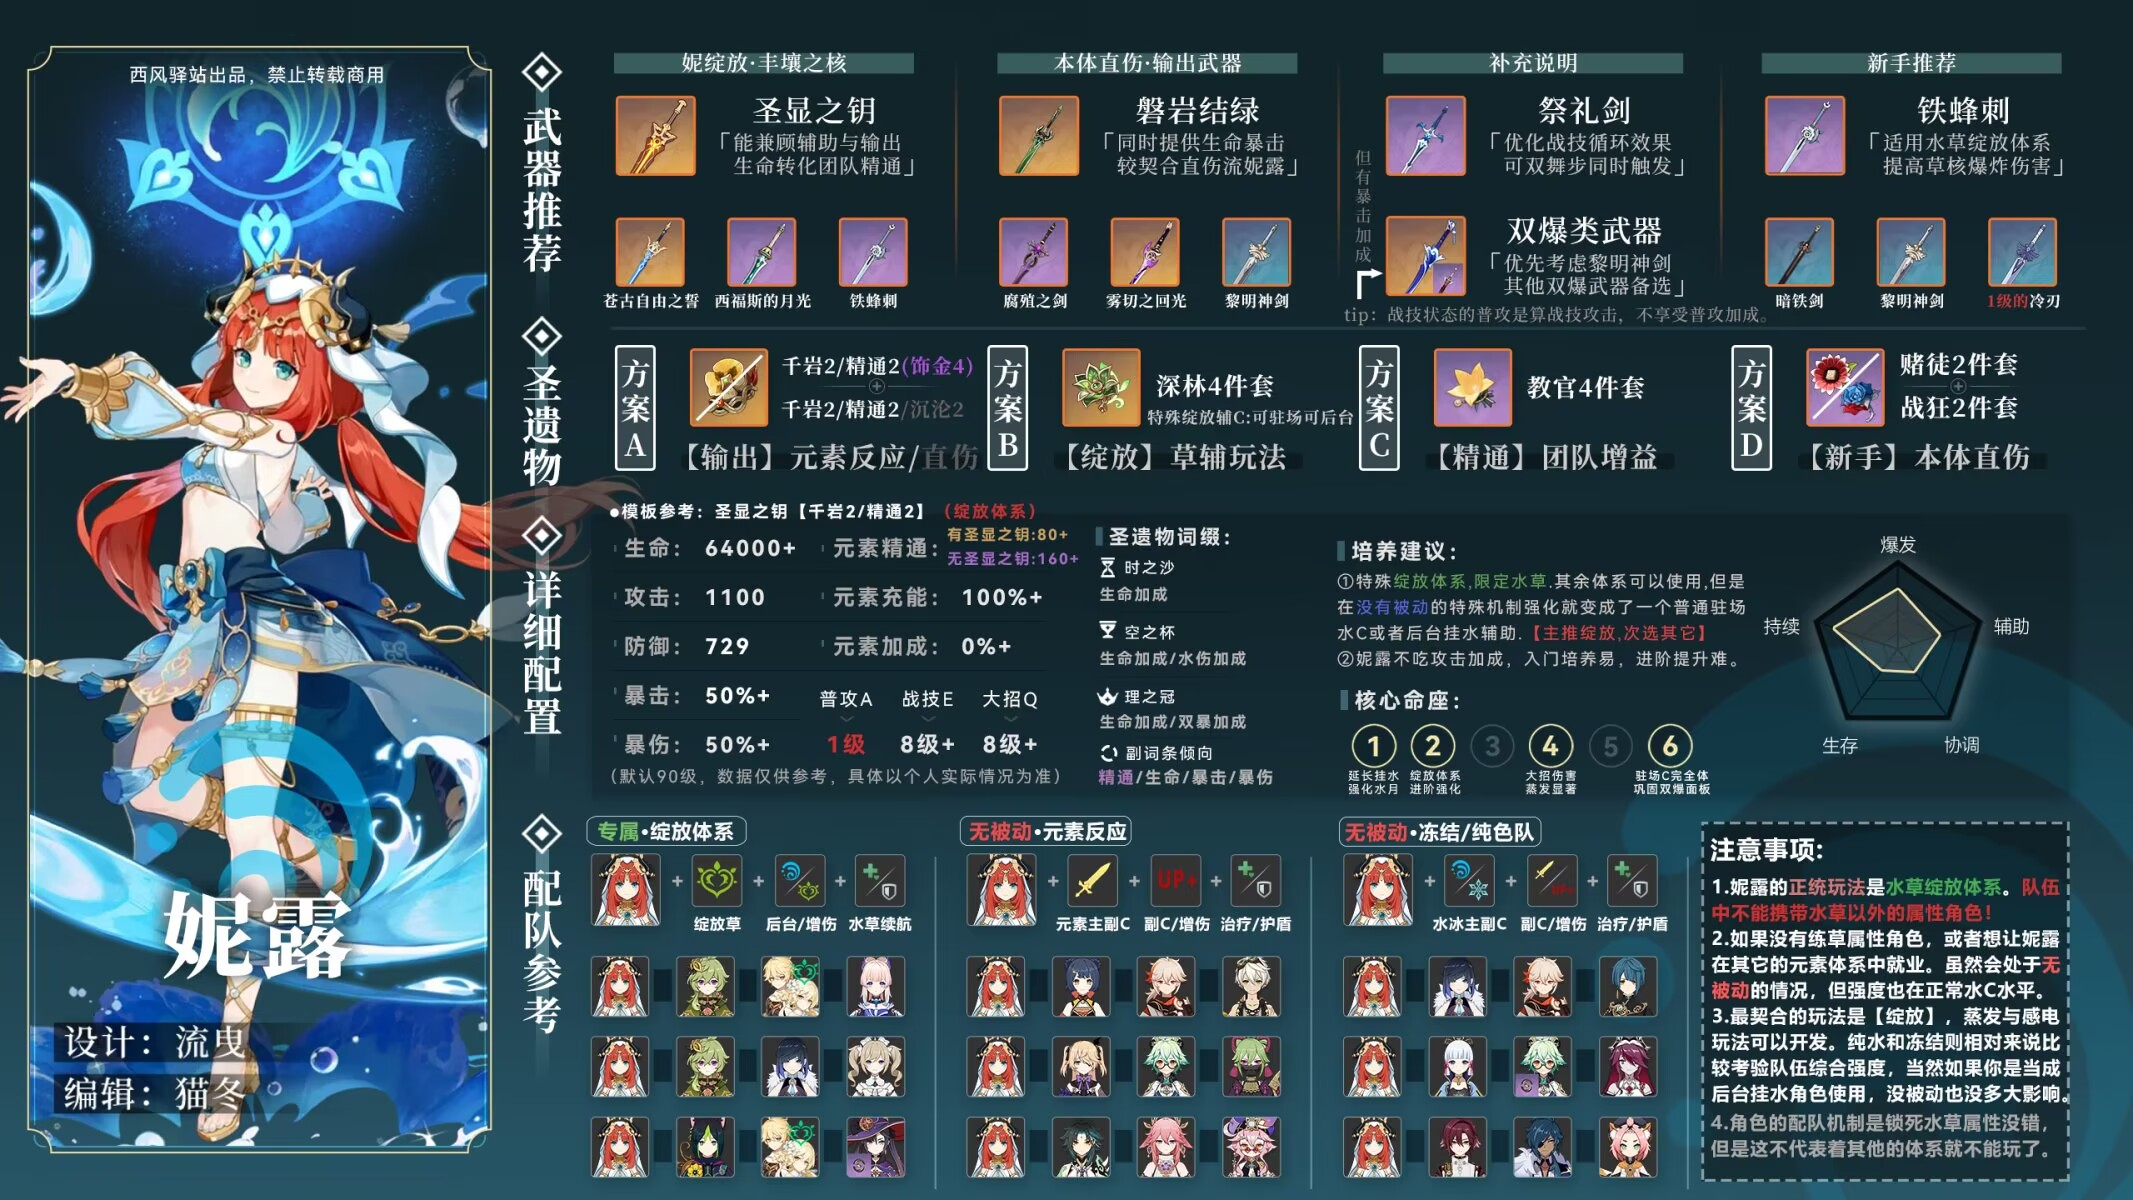 西风驿站出品，禁止转载商用
妮露
设计：流曳
编辑：猫冬
武器推荐
妮绽放·丰壤之核
圣显之钥
「能兼顾辅助与输出
生命转化团队精通」
苍古自由之誓 西福斯的月光 铁蜂刺
本体直伤·输出武器
磐岩结绿
「同时提供生命暴击
较契合直伤流妮露」
腐殖之剑 雾切之回光 黎明神剑
补充说明
祭礼剑
「优化战技循环效果
可双舞步同时触发」
但有暴击加成
双爆类武器
「优先考虑黎明神剑
其他双爆武器备选」
tip：战技状态的普攻是算战技攻击，不享受普攻加成。
新手推荐
铁蜂刺
「适用水草绽放体系
提高草核爆炸伤害」
暗铁剑 黎明神剑 1级的冷刃
圣遗物
方案A
千岩2/精通2(饰金4)
千岩2/精通2/沉沦2
【输出】元素反应/直伤
方案B
深林4件套
特殊绽放辅C:可驻场可后台
【绽放】草辅玩法
方案C
教官4件套
【精通】团队增益
方案D
赌徒2件套
战狂2件套
【新手】本体直伤
详细配置
●模板参考：圣显之钥【千岩2/精通2】（绽放体系）
生命：64000+ 元素精通：有圣显之钥:80+
无圣显之钥:160+
攻击：1100 元素充能：100%+
防御：729 元素加成：0%+
暴击：50%+ 普攻A 战技E 大招Q
暴伤：50%+ 1级 8级+ 8级+
（默认90级，数据仅供参考，具体以个人实际情况为准）
圣遗物词缀：
时之沙
生命加成
空之杯
生命加成/水伤加成
理之冠
生命加成/双暴加成
副词条倾向
精通/生命/暴击/暴伤
培养建议：
①特殊绽放体系,限定水草.其余体系可以使用,但是
在没有被动的特殊机制强化就变成了一个普通驻场
水C或者后台挂水辅助.【主推绽放,次选其它】
②妮露不吃攻击加成，入门培养易，进阶提升难。
核心命座：
1 2 3 4 5 6
延长挂水 绽放体系 大招伤害 驻场C完全体
强化水月 进阶强化 蒸发显著 巩固双爆面板
爆发
持续 辅助
生存 协调
配队参考
专属·绽放体系
+ + +
绽放草 后台/增伤 水草续航
无被动·元素反应
+ UP+ +
元素主副C 副C/增伤 治疗/护盾
无被动·冻结/纯色队
+ + UP+ +
水冰主副C 副C/增伤 治疗/护盾
注意事项:
1.妮露的正统玩法是水草绽放体系。队伍
中不能携带水草以外的属性角色！
2.如果没有练草属性角色，或者想让妮露
在其它的元素体系中就业。虽然会处于无
被动的情况，但强度也在正常水C水平。
3.最契合的玩法是【绽放】，蒸发与感电
玩法可以开发。纯水和冻结则相对来说比
较考验队伍综合强度，当然如果你是当成
后台挂水角色使用，没被动也没多大影响。
4.角色的配队机制是锁死水草属性没错，
但是这不代表着其他的体系就不能玩了。